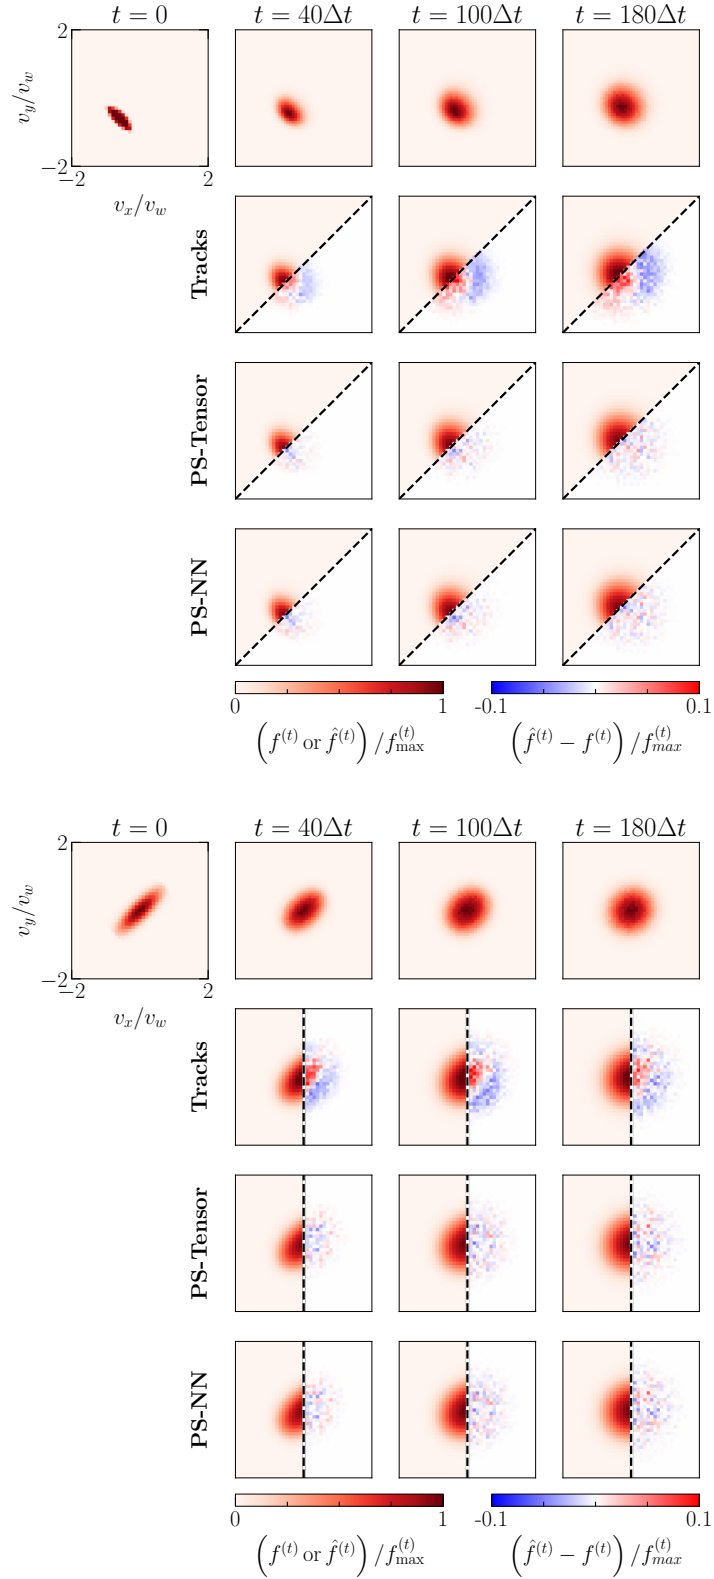 t = 0
t = 40Δt
t = 100Δt
t = 180Δt
2
v_y/v_w
−2
−2
2
v_x/v_w
Tracks
PS-Tensor
PS-NN
0
1
-0.1
0.1
(f^(t) or f̂^(t)) /f_max^(t)
(f̂^(t) − f^(t)) /f_max^(t)
t = 0
t = 40Δt
t = 100Δt
t = 180Δt
2
v_y/v_w
−2
−2
2
v_x/v_w
Tracks
PS-Tensor
PS-NN
0
1
-0.1
0.1
(f^(t) or f̂^(t)) /f_max^(t)
(f̂^(t) − f^(t)) /f_max^(t)